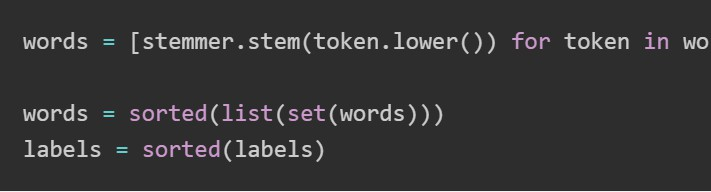 words = [stemmer.stem(token.lower()) for token in wo
words = sorted(list(set(words)))
labels = sorted(labels)